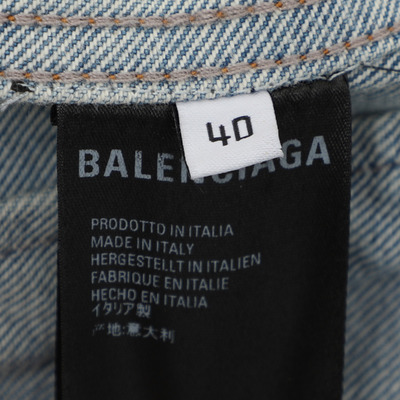 40
BALENCIAGA
PRODOTTO IN ITALIA
MADE IN ITALY
HERGESTELLT IN ITALIEN
FABRIQUE EN ITALIE
HECHO EN ITALIA
イタリア製
产地:意大利